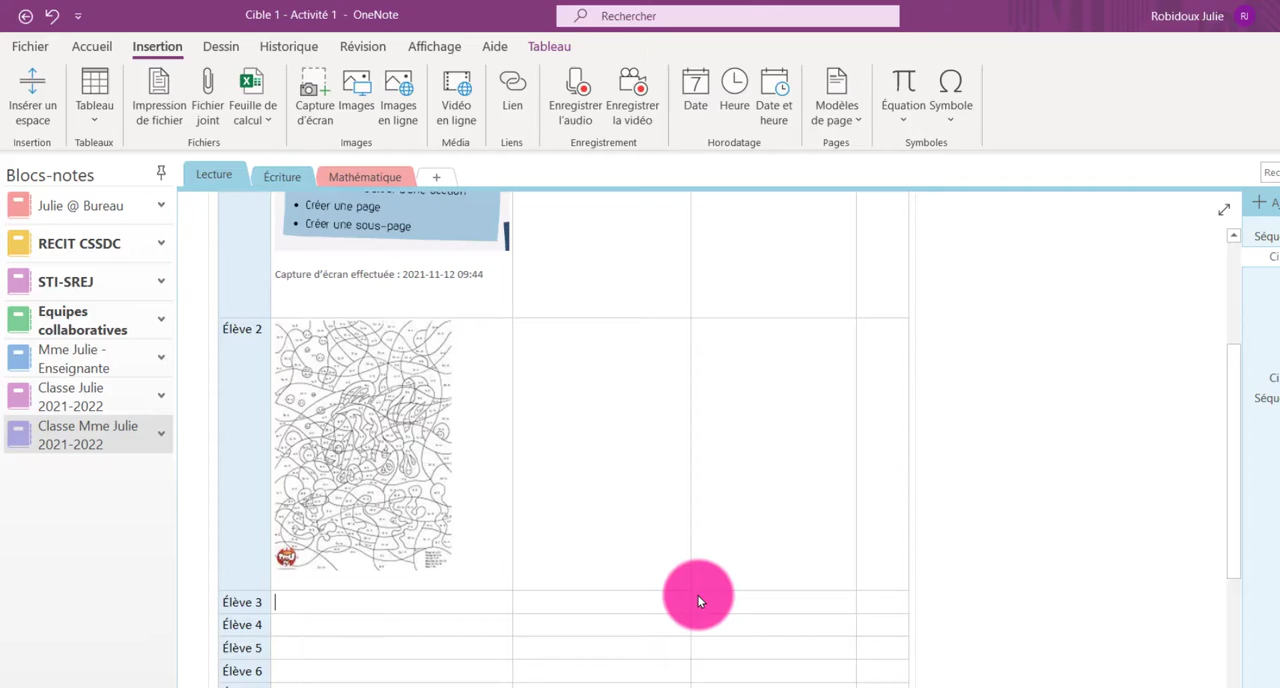 Cible 1 - Activité 1 - OneNote
Rechercher
Robidoux Julie
RJ
Fichier
Accueil
Insertion
Dessin
Historique
Révision
Affichage
Aide
Tableau
Insérer un
espace
Tableau
Impression
de fichier
Fichier
joint
Feuille de
calcul
Capture
d'écran
Images
Images
en ligne
Vidéo
en ligne
Lien
Enregistrer
l'audio
Enregistrer
la vidéo
7
Date
Heure
Date et
heure
Modèles
de page
Équation
Symbole
Insertion
Tableaux
Fichiers
Images
Média
Liens
Enregistrement
Horodatage
Pages
Symboles
Blocs-notes
Lecture
Écriture
Mathématique
+
Rec
Julie @ Bureau
RECIT CSSDC
STI-SREJ
Equipes
collaboratives
Mme Julie -
Enseignante
Classe Julie
2021-2022
Classe Mme Julie
2021-2022
• Créer une page
• Créer une sous-page
Capture d'écran effectuée : 2021-11-12 09:44
Élève 2
Élève 3
Élève 4
Élève 5
Élève 6
Séqu
Ci
Ci
Séqu